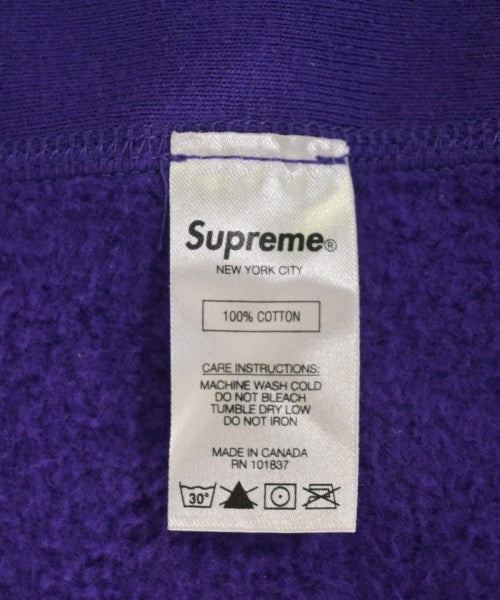 Supreme®
NEW YORK CITY
100% COTTON
CARE INSTRUCTIONS:
MACHINE WASH COLD
DO NOT BLEACH
TUMBLE DRY LOW
DO NOT IRON
MADE IN CANADA
RN 101837
30°